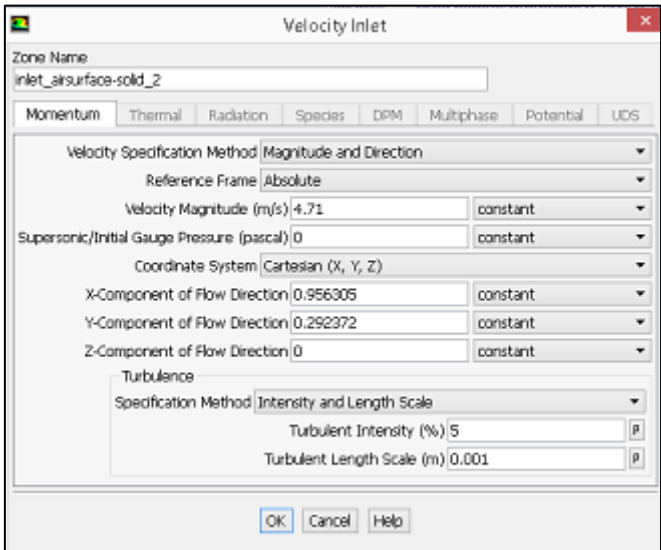 Velocity Inlet
Zone Name
inlet_airsurface-solid_2
Momentum Thermal Radiation Species DPM Multiphase Potential UDS
Velocity Specification Method Magnitude and Direction
Reference Frame Absolute
Velocity Magnitude (m/s) 4.71 constant
Supersonic/Initial Gauge Pressure (pascal) 0 constant
Coordinate System Cartesian (X, Y, Z)
X-Component of Flow Direction 0.956305 constant
Y-Component of Flow Direction 0.292372 constant
Z-Component of Flow Direction 0 constant
Turbulence
Specification Method Intensity and Length Scale
Turbulent Intensity (%) 5 P
Turbulent Length Scale (m) 0.001 P
OK Cancel Help